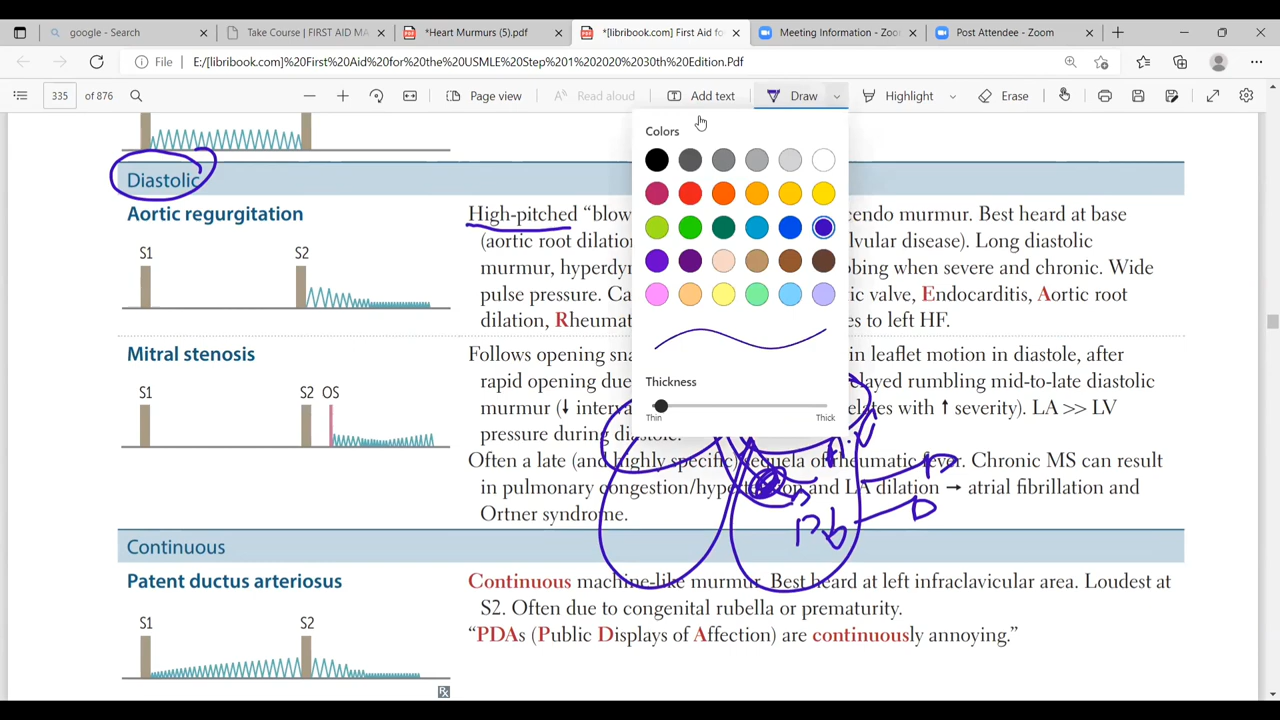 google - Search
Take Course | FIRST AID MA
*Heart Murmurs (5).pdf
*[libribook.com] First Aid fo
Meeting Information - Zoo
Post Attendee - Zoom
File E:/[libribook.com]%20First%20Aid%20for%20the%20USMLE%20Step%201%202020%2030th%20Edition.Pdf
335 of 876
Page view
Read aloud
Add text
Draw
Highlight
Erase
Colors
Thickness
Thin Thick
Diastolic
Aortic regurgitation
S1 S2
High-pitched “blow cendo murmur. Best heard at base
(aortic root dilation lvular disease). Long diastolic
murmur, hyperdyn bbing when severe and chronic. Wide
pulse pressure. Ca ic valve, Endocarditis, Aortic root
dilation, Rheumat es to left HF.
Mitral stenosis
S1 S2 OS
Follows opening sna in leaflet motion in diastole, after
rapid opening due elayed rumbling mid-to-late diastolic
murmur (↓ interv elates with ↑ severity). LA >> LV
pressure during diastole.
Often a late (and highly specific) sequela of rheumatic fever. Chronic MS can result
in pulmonary congestion/hypertension and LA dilation → atrial fibrillation and
Ortner syndrome.
Continuous
Patent ductus arteriosus
S1 S2
Continuous machine-like murmur. Best heard at left infraclavicular area. Loudest at
S2. Often due to congenital rubella or prematurity.
“PDAs (Public Displays of Affection) are continuously annoying.”
Rx